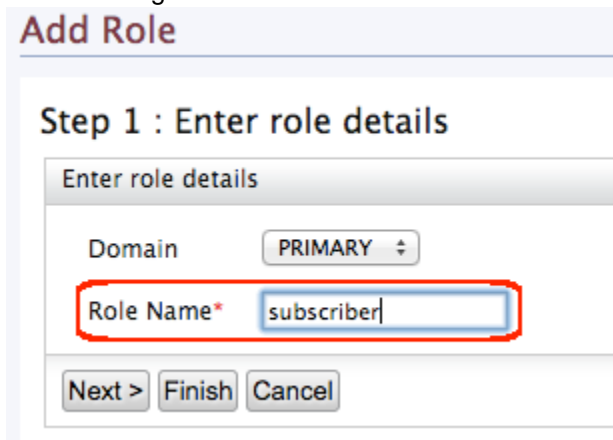 Add Role
Step 1 : Enter role details
Enter role details
Domain PRIMARY
Role Name* subscriber
Next > Finish Cancel